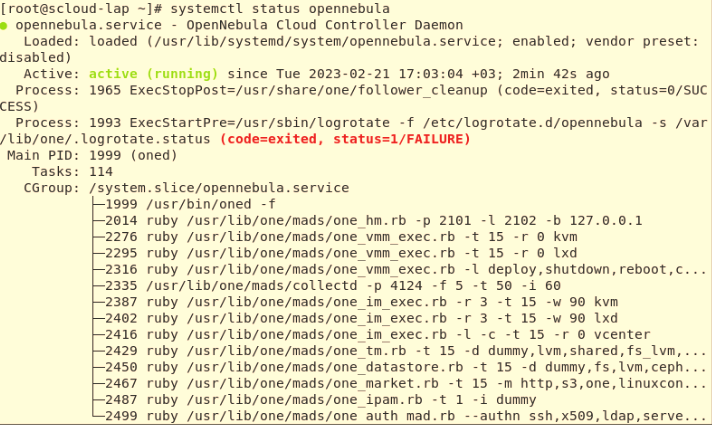 [root@scloud-lap ~]# systemctl status opennebula
● opennebula.service - OpenNebula Cloud Controller Daemon
   Loaded: loaded (/usr/lib/systemd/system/opennebula.service; enabled; vendor preset:
disabled)
   Active: active (running) since Tue 2023-02-21 17:03:04 +03; 2min 42s ago
  Process: 1965 ExecStopPost=/usr/share/one/follower_cleanup (code=exited, status=0/SUC
CESS)
  Process: 1993 ExecStartPre=/usr/sbin/logrotate -f /etc/logrotate.d/opennebula -s /var
/lib/one/.logrotate.status (code=exited, status=1/FAILURE)
 Main PID: 1999 (oned)
    Tasks: 114
   CGroup: /system.slice/opennebula.service
           ├─1999 /usr/bin/oned -f
           ├─2014 ruby /usr/lib/one/mads/one_hm.rb -p 2101 -l 2102 -b 127.0.0.1
           ├─2276 ruby /usr/lib/one/mads/one_vmm_exec.rb -t 15 -r 0 kvm
           ├─2295 ruby /usr/lib/one/mads/one_vmm_exec.rb -t 15 -r 0 lxd
           ├─2316 ruby /usr/lib/one/mads/one_vmm_exec.rb -l deploy,shutdown,reboot,c...
           ├─2335 /usr/lib/one/mads/collectd -p 4124 -f 5 -t 50 -i 60
           ├─2387 ruby /usr/lib/one/mads/one_im_exec.rb -r 3 -t 15 -w 90 kvm
           ├─2402 ruby /usr/lib/one/mads/one_im_exec.rb -r 3 -t 15 -w 90 lxd
           ├─2416 ruby /usr/lib/one/mads/one_im_exec.rb -l -c -t 15 -r 0 vcenter
           ├─2429 ruby /usr/lib/one/mads/one_tm.rb -t 15 -d dummy,lvm,shared,fs_lvm,...
           ├─2450 ruby /usr/lib/one/mads/one_datastore.rb -t 15 -d dummy,fs,lvm,ceph...
           ├─2467 ruby /usr/lib/one/mads/one_market.rb -t 15 -m http,s3,one,linuxcon...
           ├─2487 ruby /usr/lib/one/mads/one_ipam.rb -t 1 -i dummy
           └─2499 ruby /usr/lib/one/mads/one_auth_mad.rb --authn ssh,x509,ldap,serve...